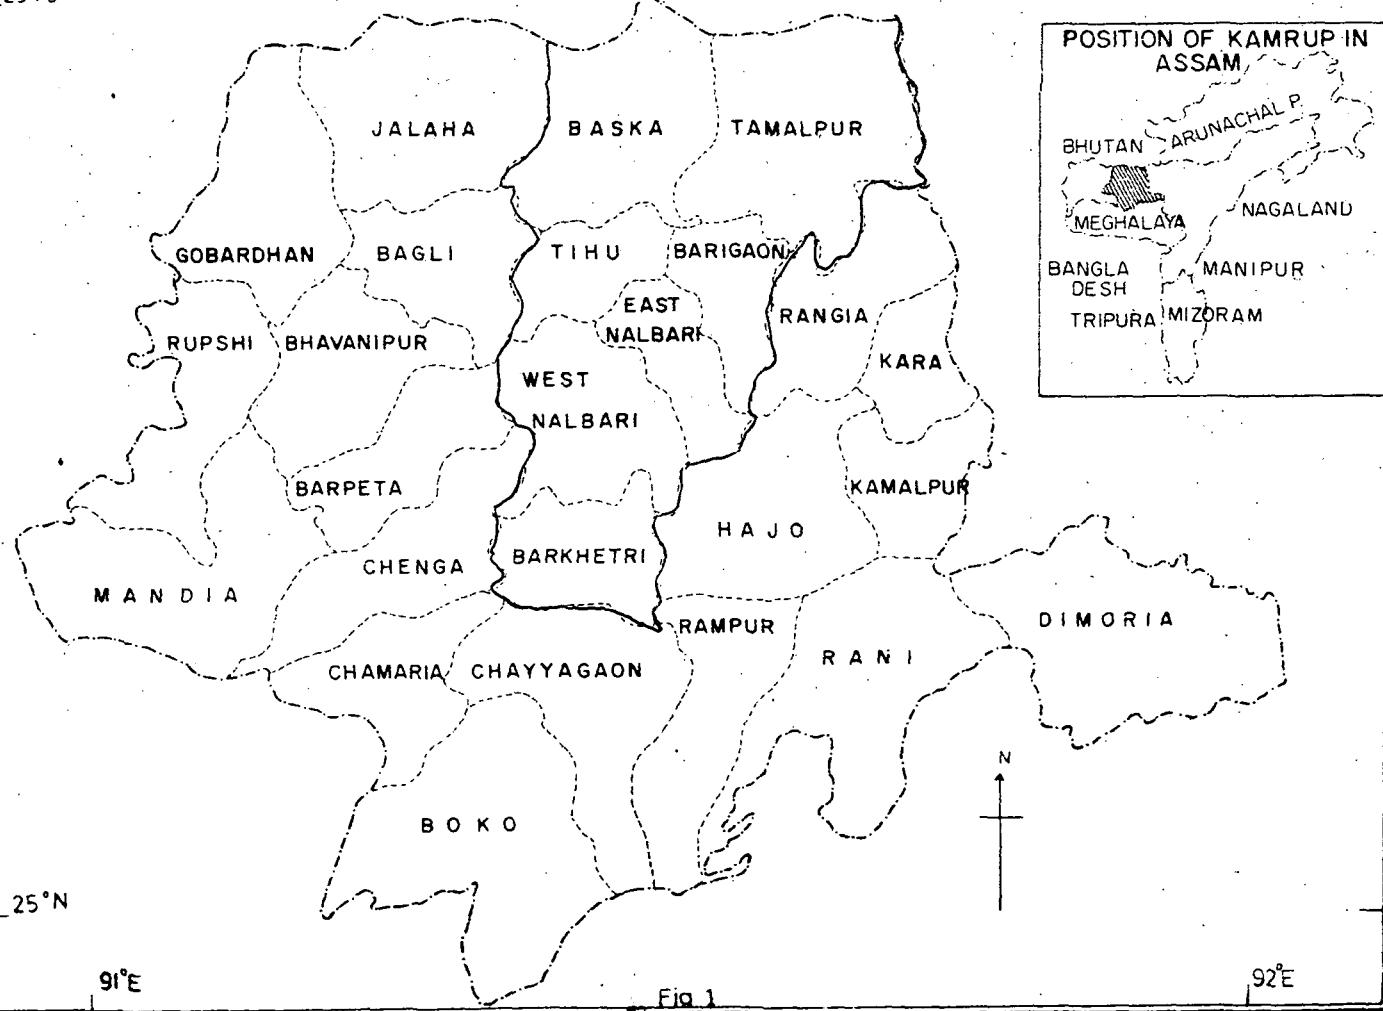 POSITION OF KAMRUP IN
ASSAM
ARUNACHAL P.
BHUTAN
MEGHALAYA
NAGALAND
BANGLA
DESH
MANIPUR
TRIPURA
MIZORAM
JALAHA
BASKA
TAMALPUR
GOBARDHAN
BAGLI
TIHU
BARIGAON
EAST
NALBARI
RANGIA
RUPSHI
BHAVANIPUR
KARA
WEST
NALBARI
BARPETA
KAMALPUR
HAJO
BARKHETRI
CHENGA
MANDIA
RAMPUR
DIMORIA
CHAMARIA
CHAYYAGAON
RANI
N
BOKO
25°N
91°E
92°E
Fig 1